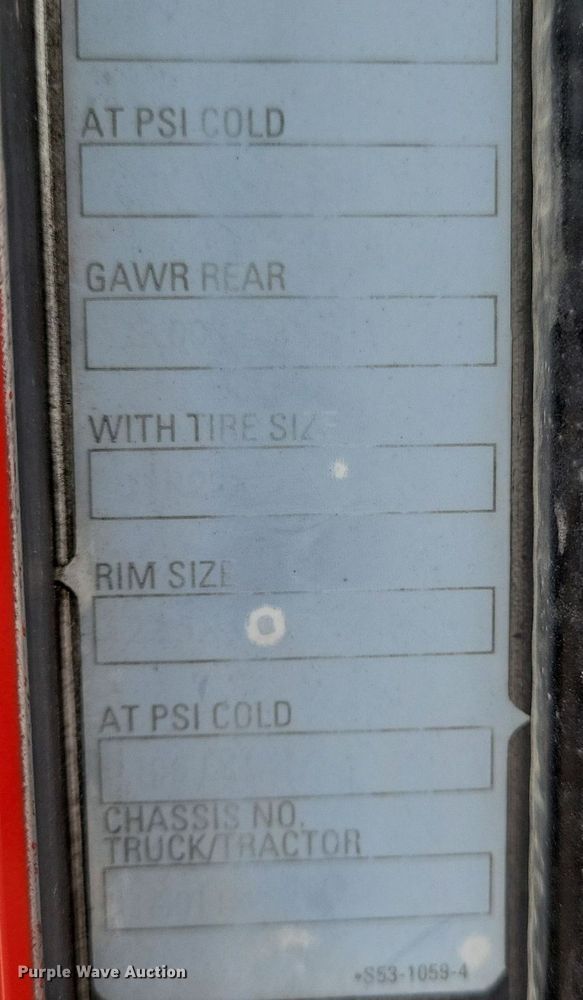 AT PSI COLD
GAWR REAR
WITH TIRE SIZE
RIM SIZE
AT PSI COLD
CHASSIS NO.
TRUCK/TRACTOR
•S53-1059-4
Purple Wave Auction